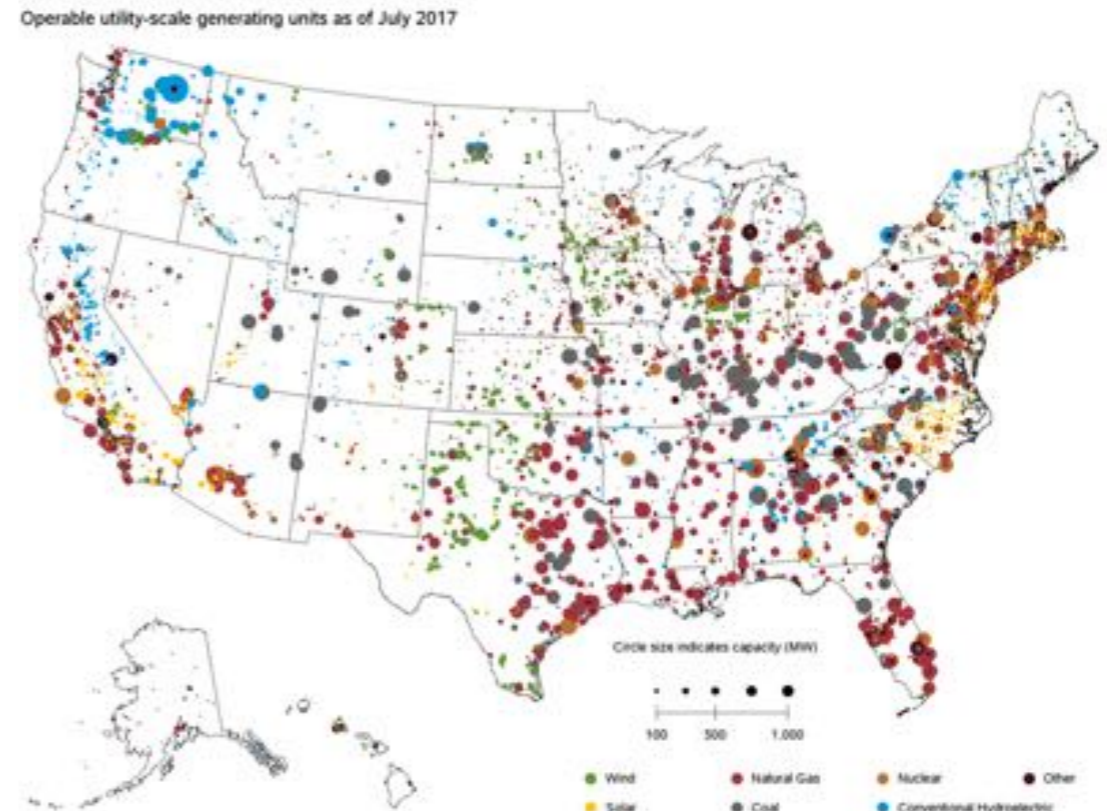 Operable utility-scale generating units as of July 2017
Circle size indicates capacity (MW)
100 500 1,000
Wind Natural Gas Nuclear Other
Solar Coal Conventional Hydroelectric